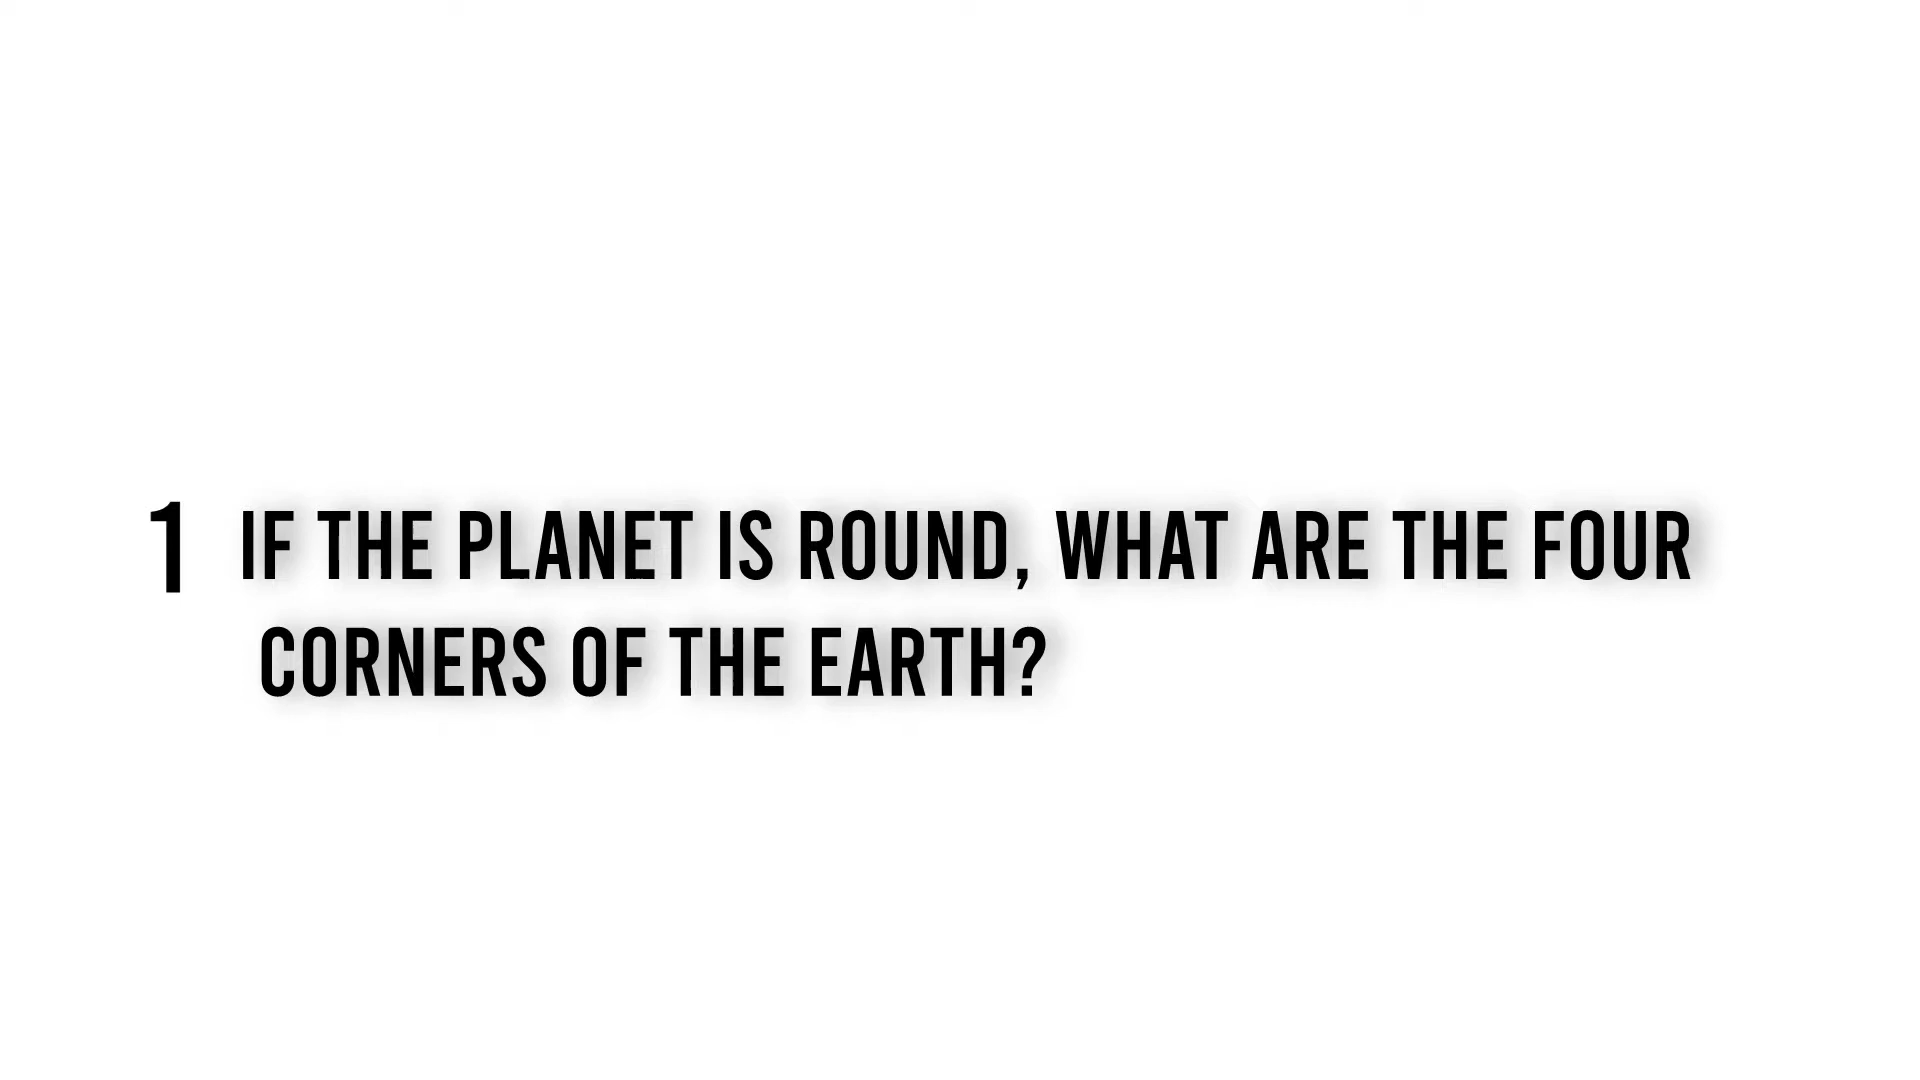 1 IF THE PLANET IS ROUND, WHAT ARE THE FOUR
CORNERS OF THE EARTH?